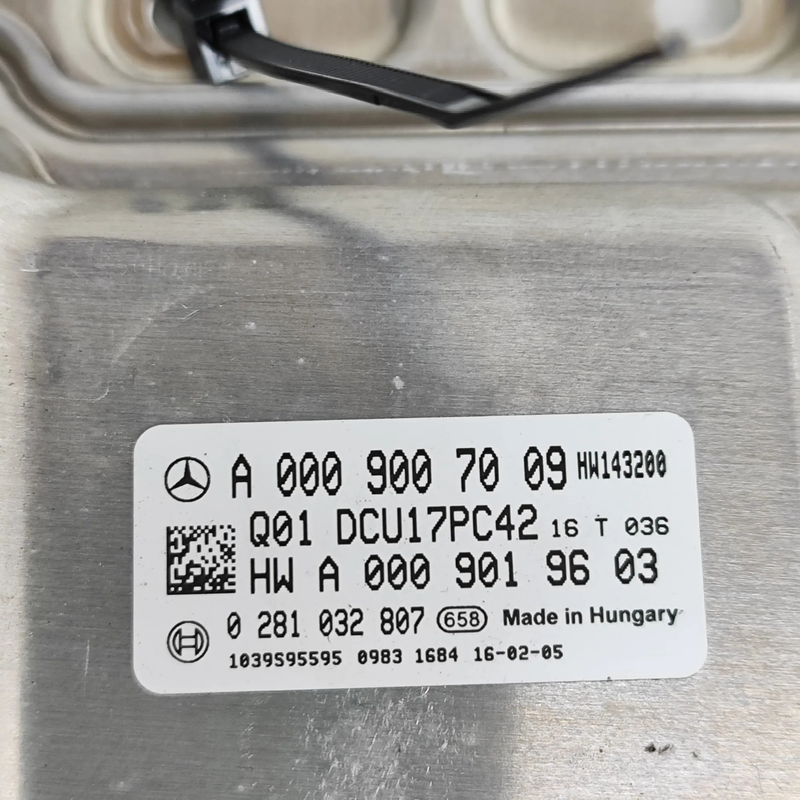 A 000 900 70 09 HW143200
Q01 DCU17PC42 16 T 036
HW A 000 901 96 03
0 281 032 807 658 Made in Hungary
1039S95595 0983 1684 16-02-05